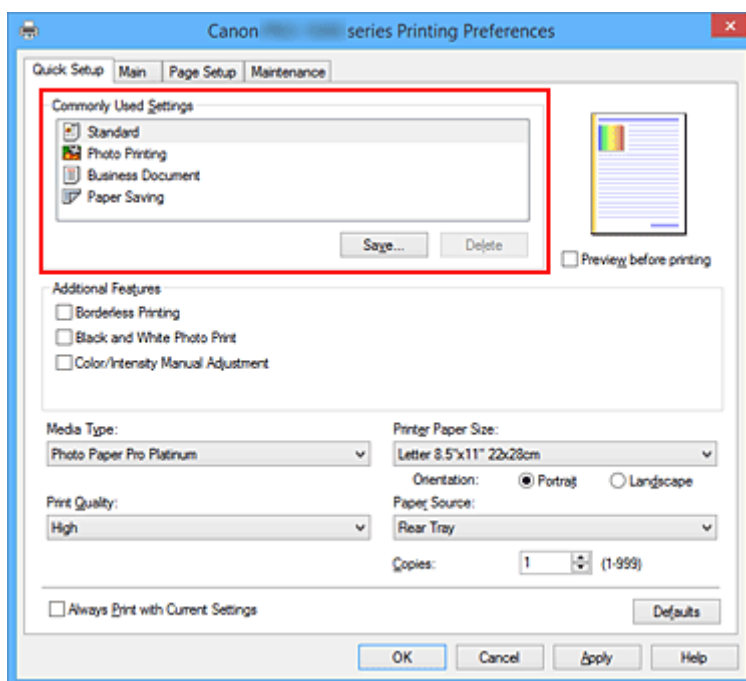 Canon series Printing Preferences
Quick Setup Main Page Setup Maintenance
Commonly Used Settings
Standard
Photo Printing
Business Document
Paper Saving
Save... Delete
Preview before printing
Additional Features
Borderless Printing
Black and White Photo Print
Color/Intensity Manual Adjustment
Media Type: Printer Paper Size:
Photo Paper Pro Platinum Letter 8.5"x11" 22x28cm
Orientation: Portrait Landscape
Print Quality: Paper Source:
High Rear Tray
Copies: 1 (1-999)
Always Print with Current Settings Defaults
OK Cancel Apply Help